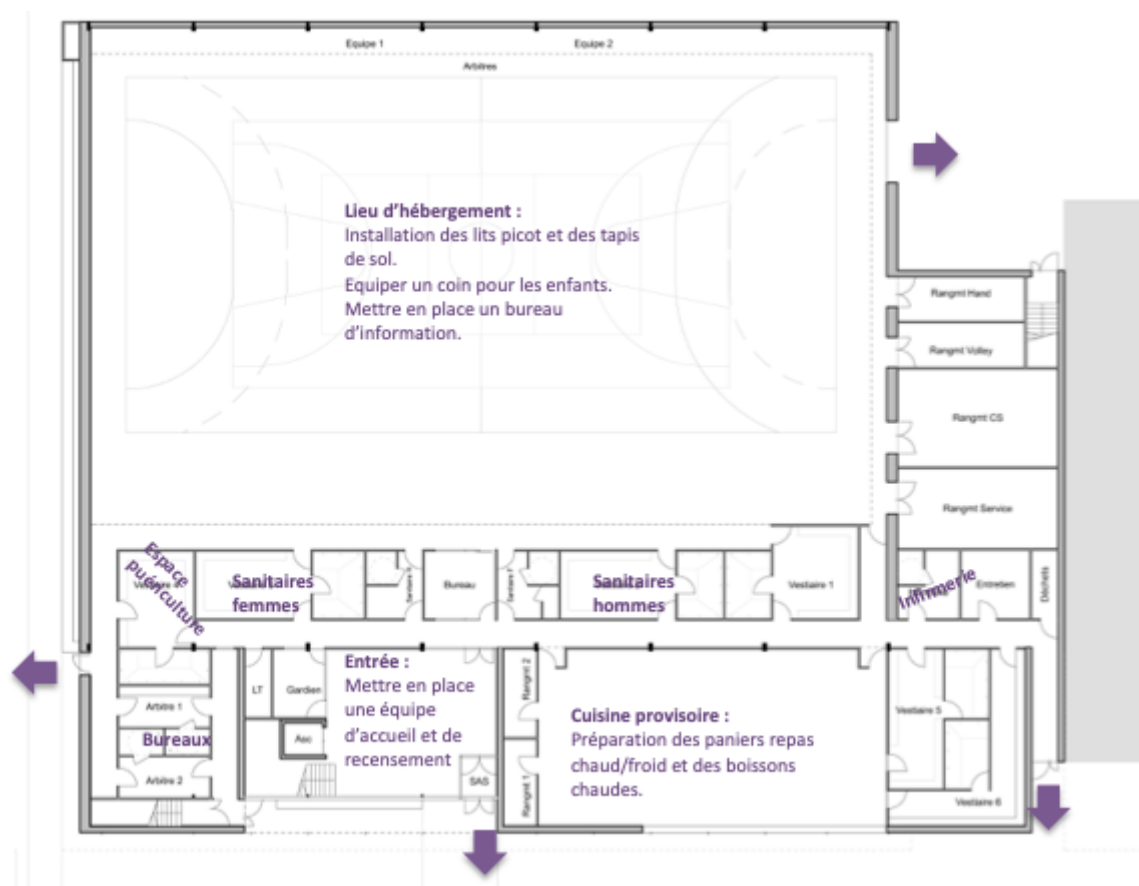 Equipe 1
Equipe 2
Arbitres
Lieu d'hébergement :
Installation des lits picot et des tapis
de sol.
Equiper un coin pour les enfants.
Mettre en place un bureau
d'information.
Rangmt Hand
Rangmt Volley
Rangmt CS
Rangmt Service
Espace
puériculture
Sanitaires
femmes
Bureau
Sanitaires
hommes
Vestiaire 1
Infirmerie
Entretien
Déchets
LT
Gardien
Asc
Entrée :
Mettre en place
une équipe
d'accueil et de
recensement
SAS
Rangmt 2
Rangmt 1
Cuisine provisoire :
Préparation des paniers repas
chaud/froid et des boissons
chaudes.
Vestiaire 5
Vestiaire 6
Arbitre 1
Bureaux
Arbitre 2